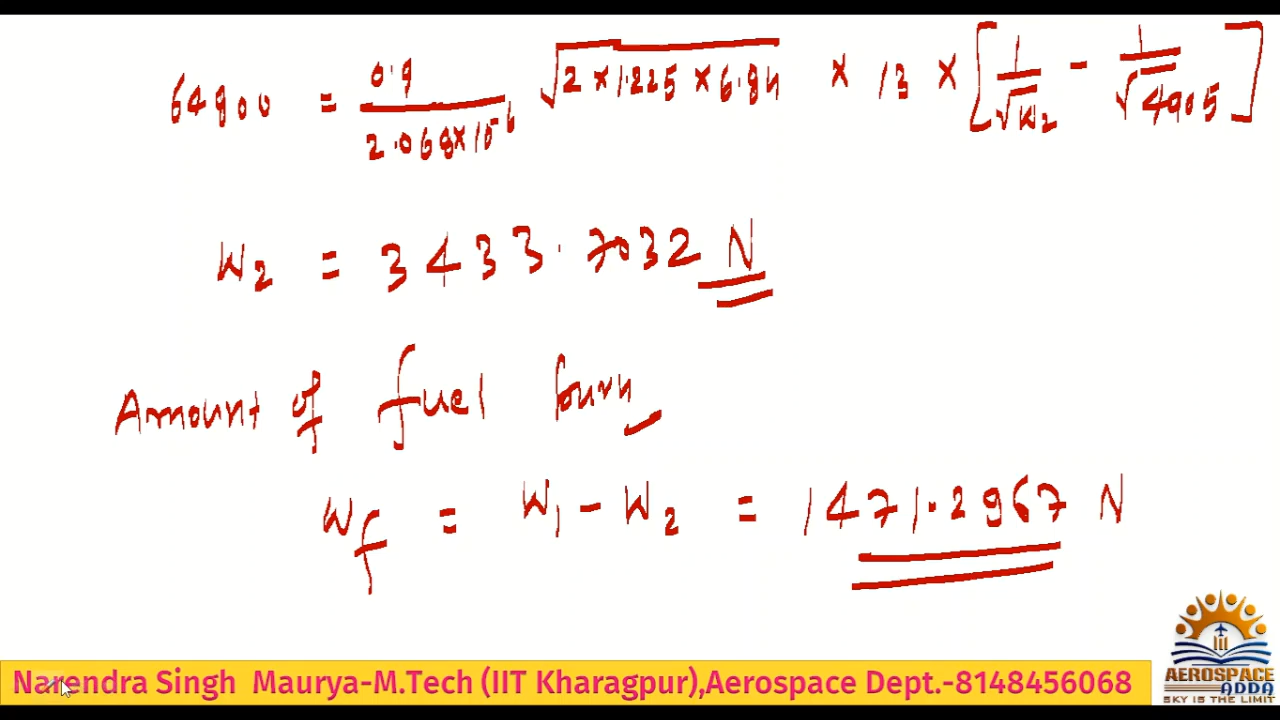 64800 = 0.9 / 2.068×10^-6 √(2×1.225×6.84) × 13 × [1/√W₂ - 1/√4905]
W₂ = 3433.7032 N
Amount of fuel burn
W_f = W₁ - W₂ = 1471.2967 N
Narendra Singh Maurya-M.Tech (IIT Kharagpur),Aerospace Dept.-8148456068
AEROSPACE
ADDA
SKY IS THE LIMIT